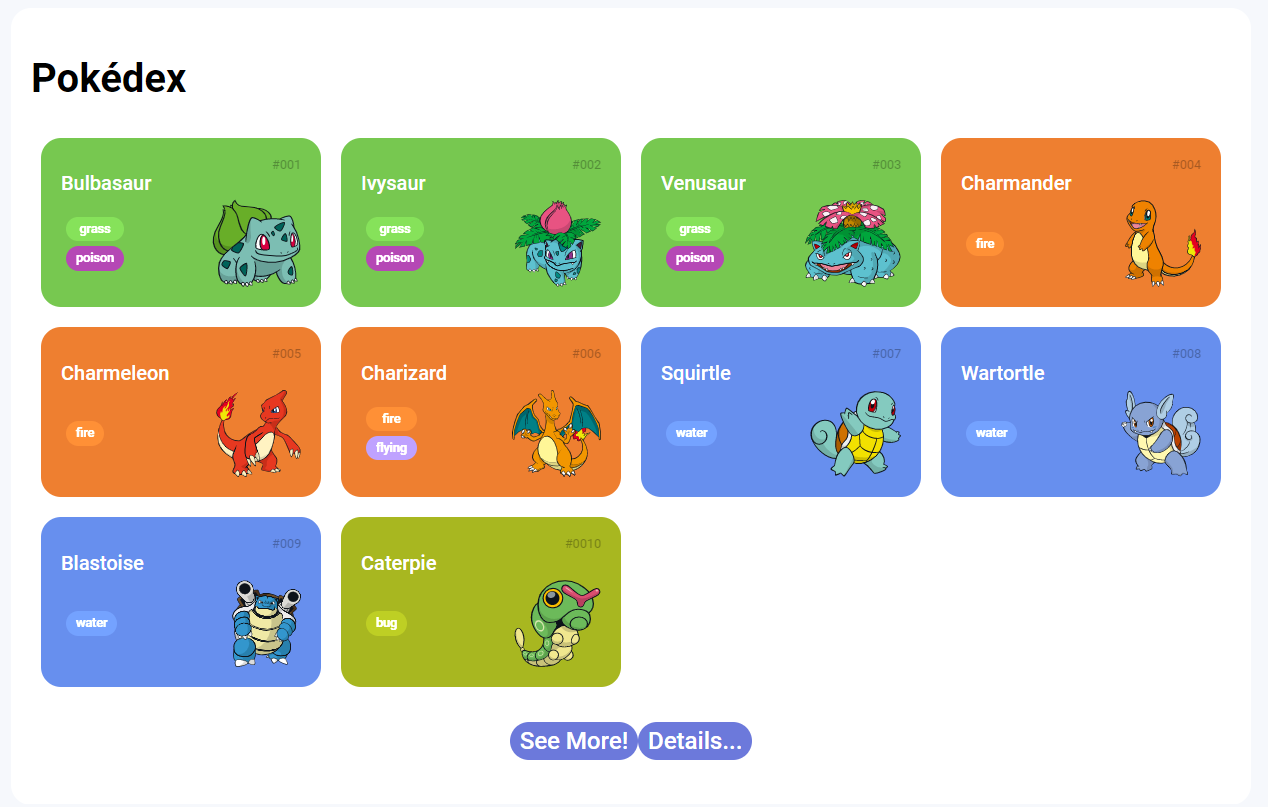 Pokédex
#001
Bulbasaur
grass
poison
#002
Ivysaur
grass
poison
#003
Venusaur
grass
poison
#004
Charmander
fire
#005
Charmeleon
fire
#006
Charizard
fire
flying
#007
Squirtle
water
#008
Wartortle
water
#009
Blastoise
water
#0010
Caterpie
bug
See More!
Details...